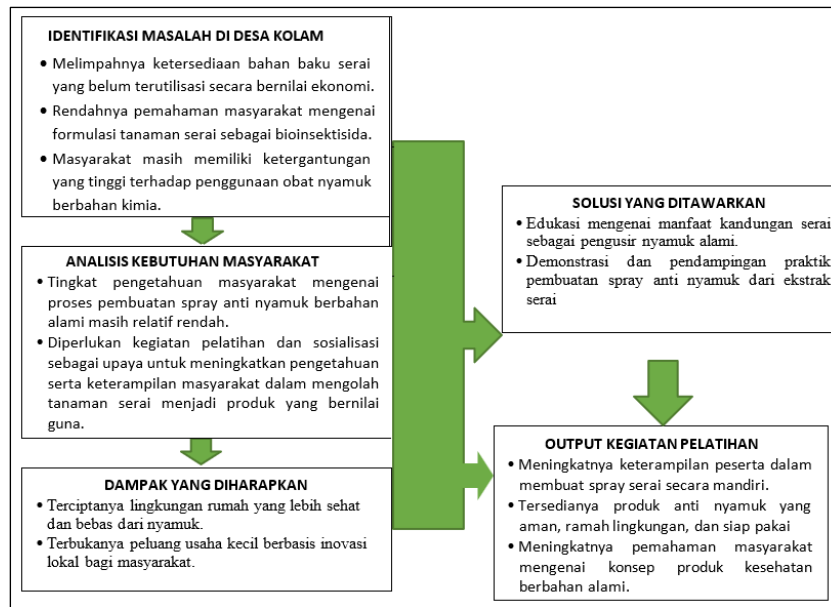 IDENTIFIKASI MASALAH DI DESA KOLAM
• Melimpahnya ketersediaan bahan baku serai
yang belum terutilisasi secara bernilai ekonomi.
• Rendahnya pemahaman masyarakat mengenai
formulasi tanaman serai sebagai bioinsektisida.
• Masyarakat masih memiliki ketergantungan
yang tinggi terhadap penggunaan obat nyamuk
berbahan kimia.
ANALISIS KEBUTUHAN MASYARAKAT
• Tingkat pengetahuan masyarakat mengenai
proses pembuatan spray anti nyamuk berbahan
alami masih relatif rendah.
• Diperlukan kegiatan pelatihan dan sosialisasi
sebagai upaya untuk meningkatkan pengetahuan
serta keterampilan masyarakat dalam mengolah
tanaman serai menjadi produk yang bernilai
guna.
DAMPAK YANG DIHARAPKAN
• Terciptanya lingkungan rumah yang lebih sehat
dan bebas dari nyamuk.
• Terbukanya peluang usaha kecil berbasis inovasi
lokal bagi masyarakat.
SOLUSI YANG DITAWARKAN
• Edukasi mengenai manfaat kandungan serai
sebagai pengusir nyamuk alami.
• Demonstrasi dan pendampingan praktik
pembuatan spray anti nyamuk dari ekstrak
serai
OUTPUT KEGIATAN PELATIHAN
• Meningkatnya keterampilan peserta dalam
membuat spray serai secara mandiri.
• Tersedianya produk anti nyamuk yang
aman, ramah lingkungan, dan siap pakai
• Meningkatnya pemahaman masyarakat
mengenai konsep produk kesehatan
berbahan alami.